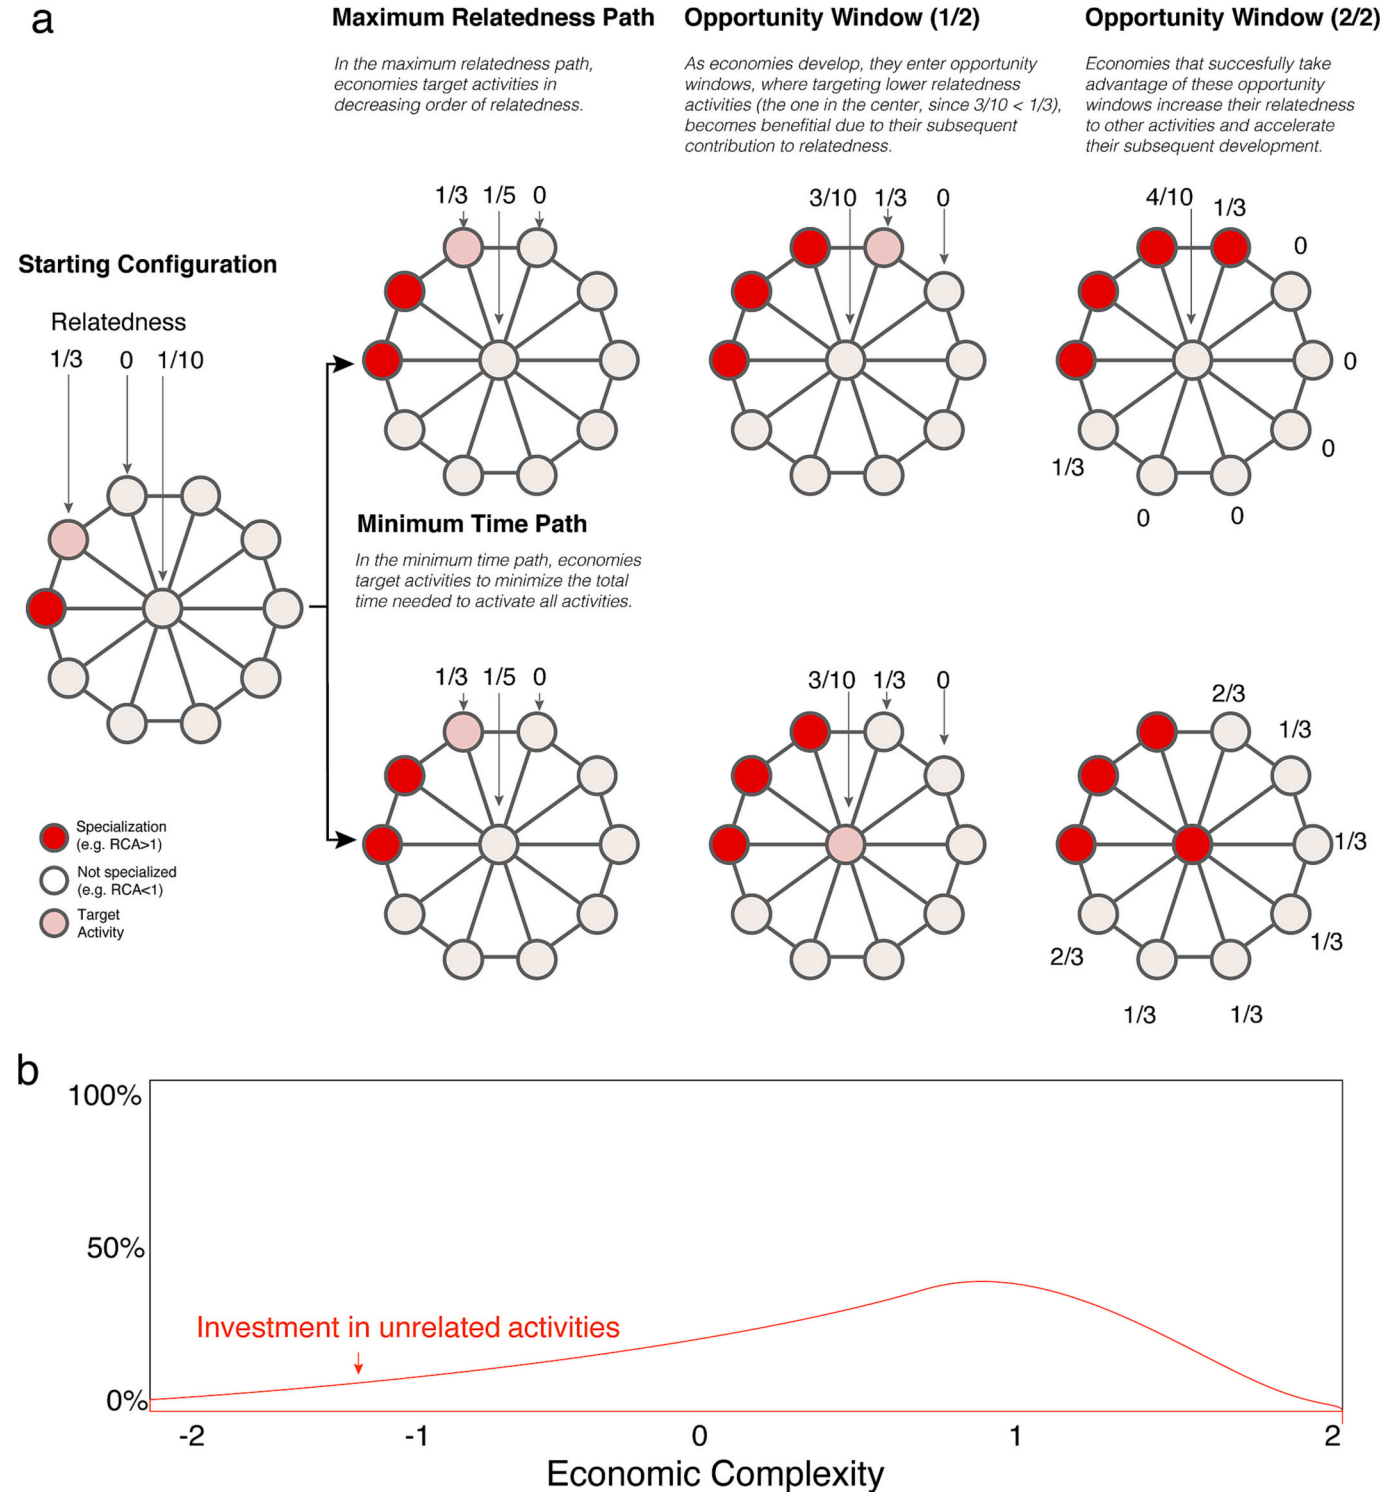 a
Maximum Relatedness Path
Opportunity Window (1/2)
Opportunity Window (2/2)
In the maximum relatedness path,
economies target activities in
decreasing order of relatedness.
As economies develop, they enter opportunity
windows, where targeting lower relatedness
activities (the one in the center, since 3/10 < 1/3),
becomes benefitial due to their subsequent
contribution to relatedness.
Economies that succesfully take
advantage of these opportunity
windows increase their relatedness
to other activities and accelerate
their subsequent development.
1/3 1/5 0
3/10 1/3 0
4/10 1/3
0
0
0
1/3
0 0
Starting Configuration
Relatedness
1/3 0 1/10
Minimum Time Path
In the minimum time path, economies
target activities to minimize the total
time needed to activate all activities.
1/3 1/5 0
3/10 1/3 0
2/3
1/3
1/3
1/3
2/3
1/3 1/3
Specialization
(e.g. RCA>1)
Not specialized
(e.g. RCA<1)
Target
Activity
b
100%
50%
0%
Investment in unrelated activities
-2 -1 0 1 2
Economic Complexity